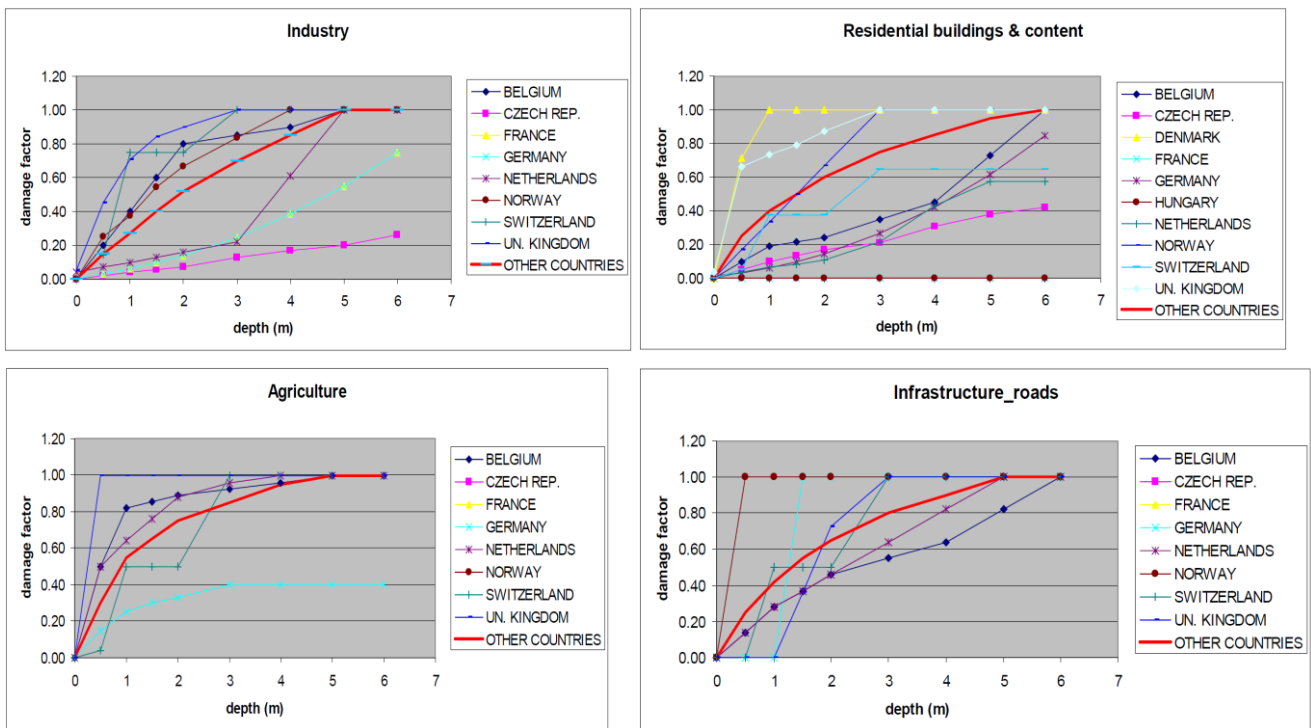 Industry
1.20
1.00
0.80
0.60
0.40
0.20
0.00
damage factor
0 1 2 3 4 5 6 7
depth (m)
BELGIUM
CZECH REP.
FRANCE
GERMANY
NETHERLANDS
NORWAY
SWITZERLAND
UN. KINGDOM
OTHER COUNTRIES
Residential buildings & content
1.20
1.00
0.80
0.60
0.40
0.20
0.00
damage factor
0 1 2 3 4 5 6 7
depth (m)
BELGIUM
CZECH REP.
DENMARK
FRANCE
GERMANY
HUNGARY
NETHERLANDS
NORWAY
SWITZERLAND
UN. KINGDOM
OTHER COUNTRIES
Agriculture
1.20
1.00
0.80
0.60
0.40
0.20
0.00
damage factor
0 1 2 3 4 5 6 7
depth (m)
BELGIUM
CZECH REP.
FRANCE
GERMANY
NETHERLANDS
NORWAY
SWITZERLAND
UN. KINGDOM
OTHER COUNTRIES
Infrastructure_roads
1.20
1.00
0.80
0.60
0.40
0.20
0.00
damage factor
0 1 2 3 4 5 6 7
depth (m)
BELGIUM
CZECH REP.
FRANCE
GERMANY
NETHERLANDS
NORWAY
SWITZERLAND
UN. KINGDOM
OTHER COUNTRIES